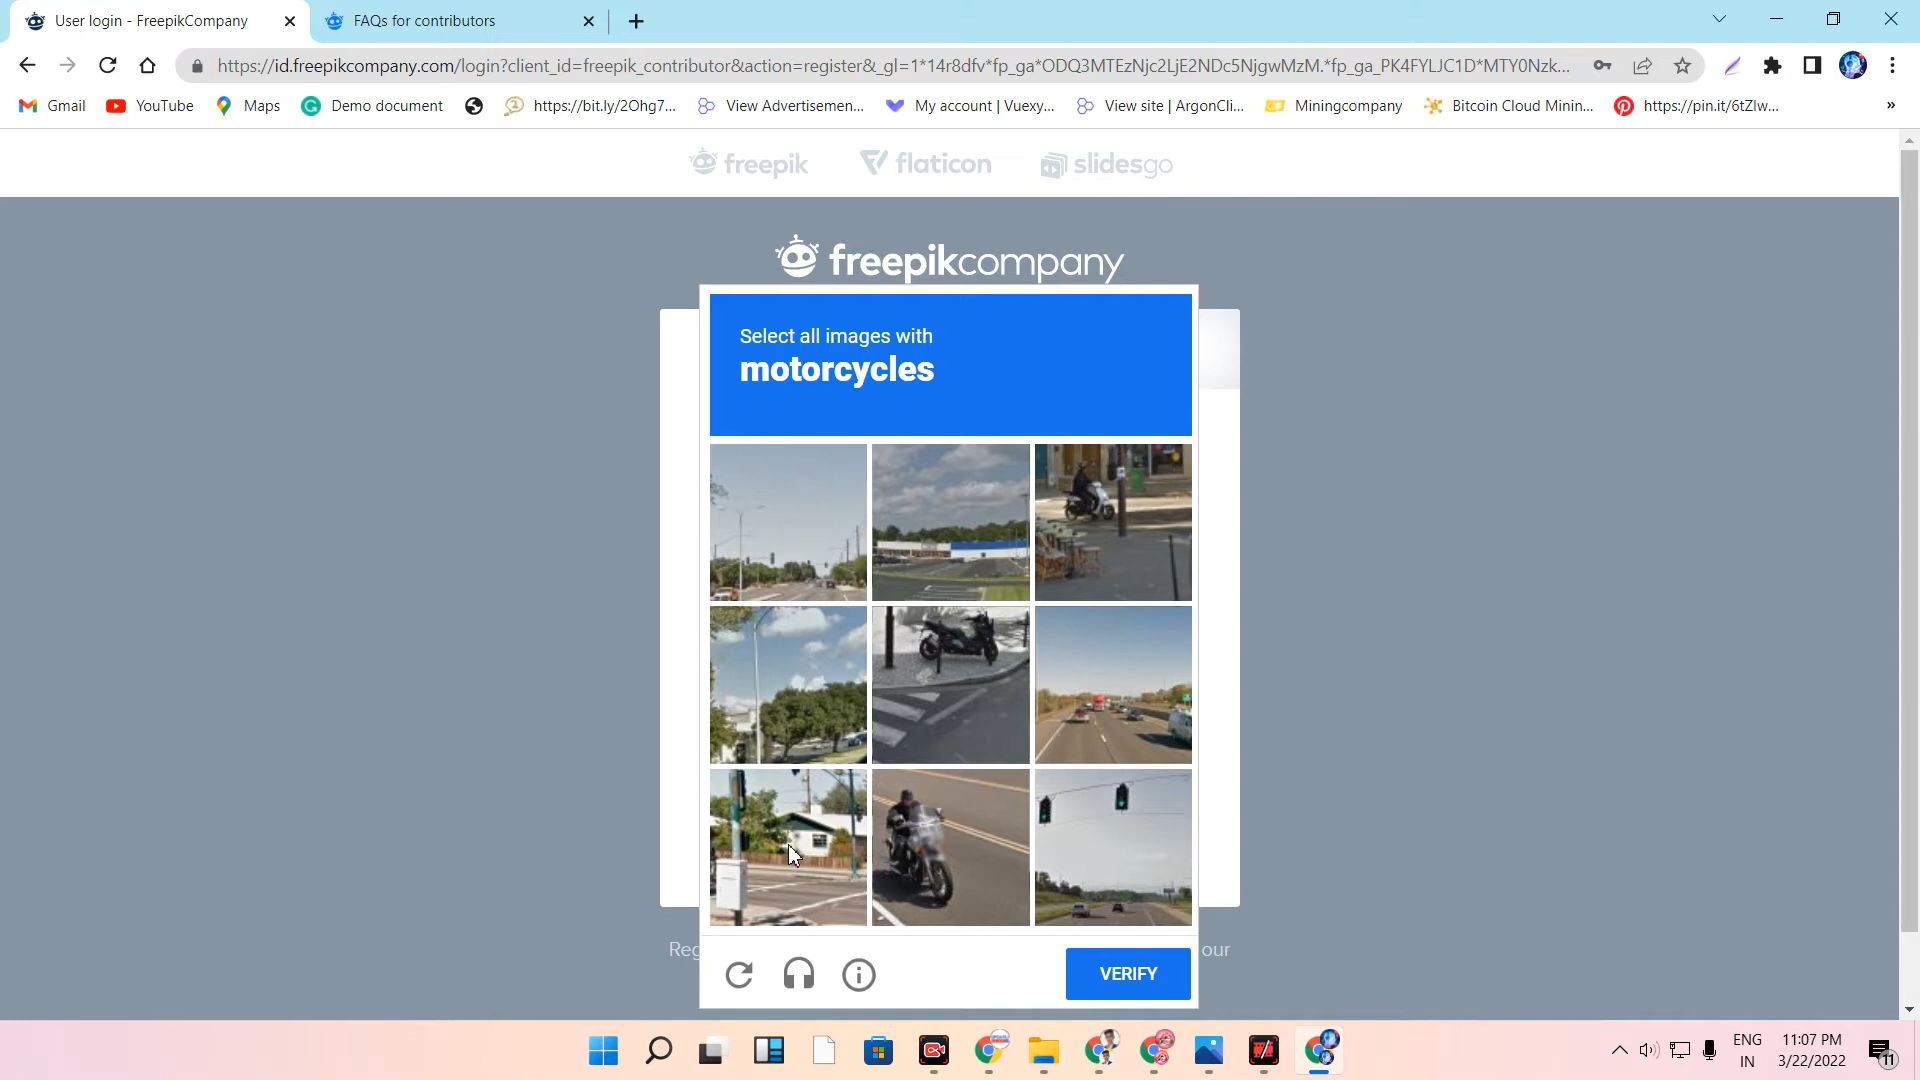 User login - FreepikCompany
FAQs for contributors
https://id.freepikcompany.com/login?client_id=freepik_contributor&action=register&_gl=1*14r8dfv*fp_ga*ODQ3MTEzNjc2LjE2NDc5NjgwMzM.*fp_ga_PK4FYLJC1D*MTY0Nzk...
Gmail
YouTube
Maps
Demo document
https://bit.ly/2Ohg7...
View Advertisemen...
My account | Vuexy...
View site | ArgonCli...
Miningcompany
Bitcoin Cloud Minin...
https://pin.it/6tZlw...
»
freepik
flaticon
slidesgo
freepikcompany
Select all images with
motorcycles
Reg
our
VERIFY
ENG
IN
11:07 PM
3/22/2022
11